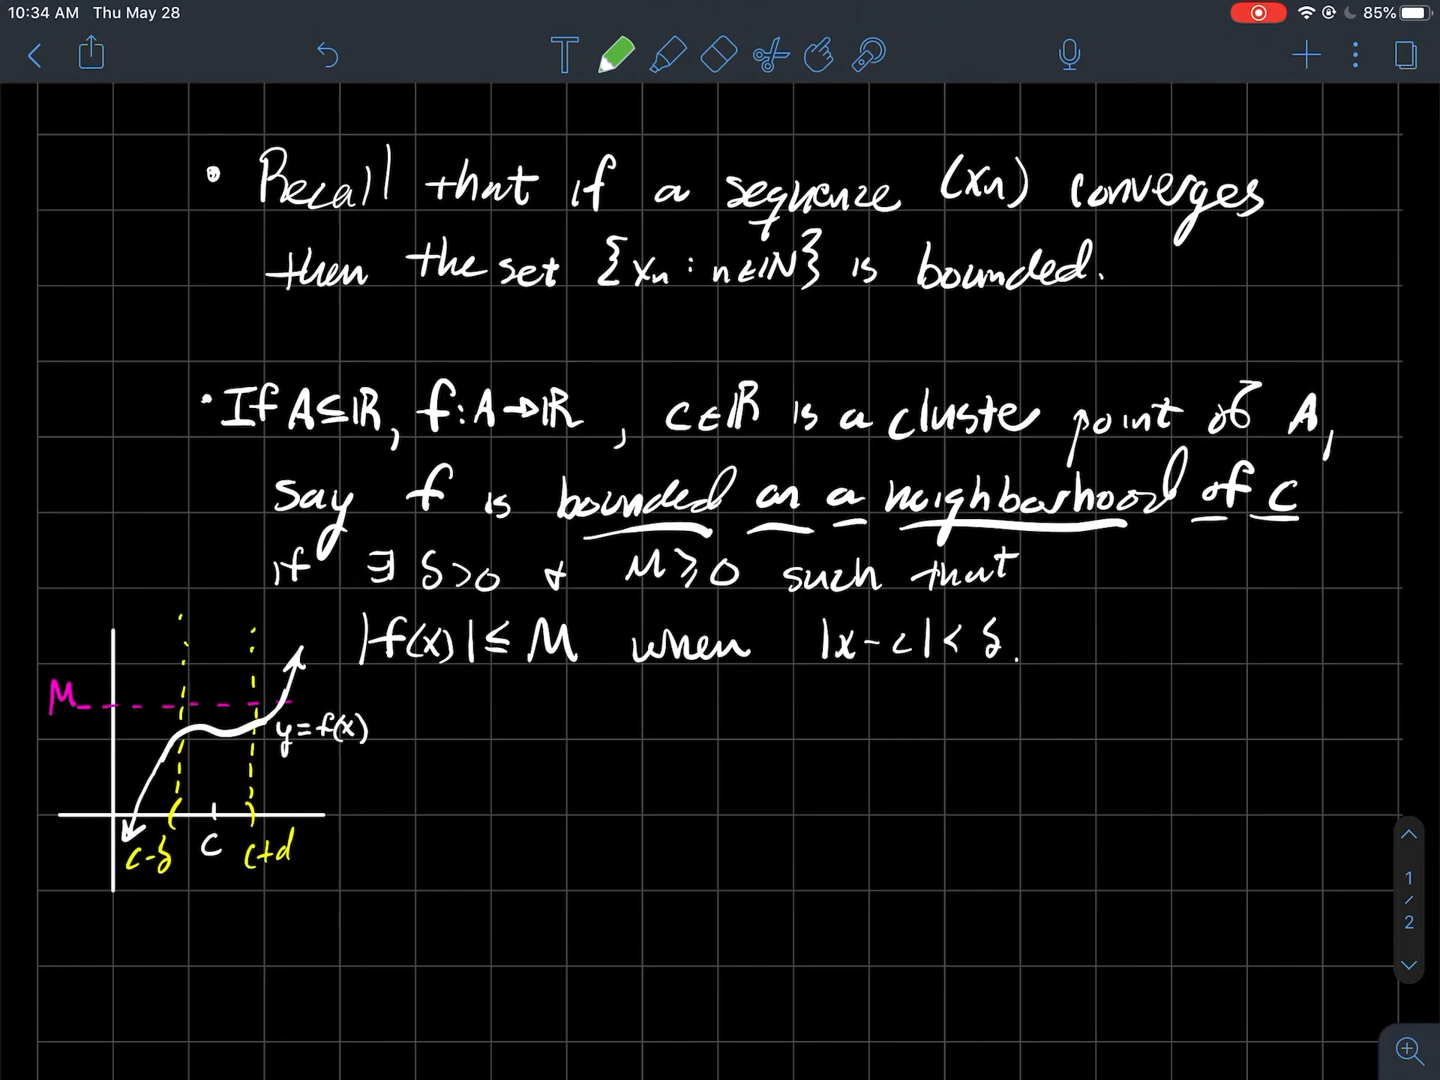 10:34 AM Thu May 28
85%
• Recall that if a sequence (xn) converges
then the set {xn : n∈ℕ} is bounded.
• If A⊆ℝ, f: A→ℝ, c∈ℝ is a cluster point of A,
say f is bounded on a neighborhood of c
if ∃ δ>0 & M⩾0 such that
|f(x)| ≤ M when |x-c| < δ.
M
y=f(x)
c-δ c c+d
1
/
2